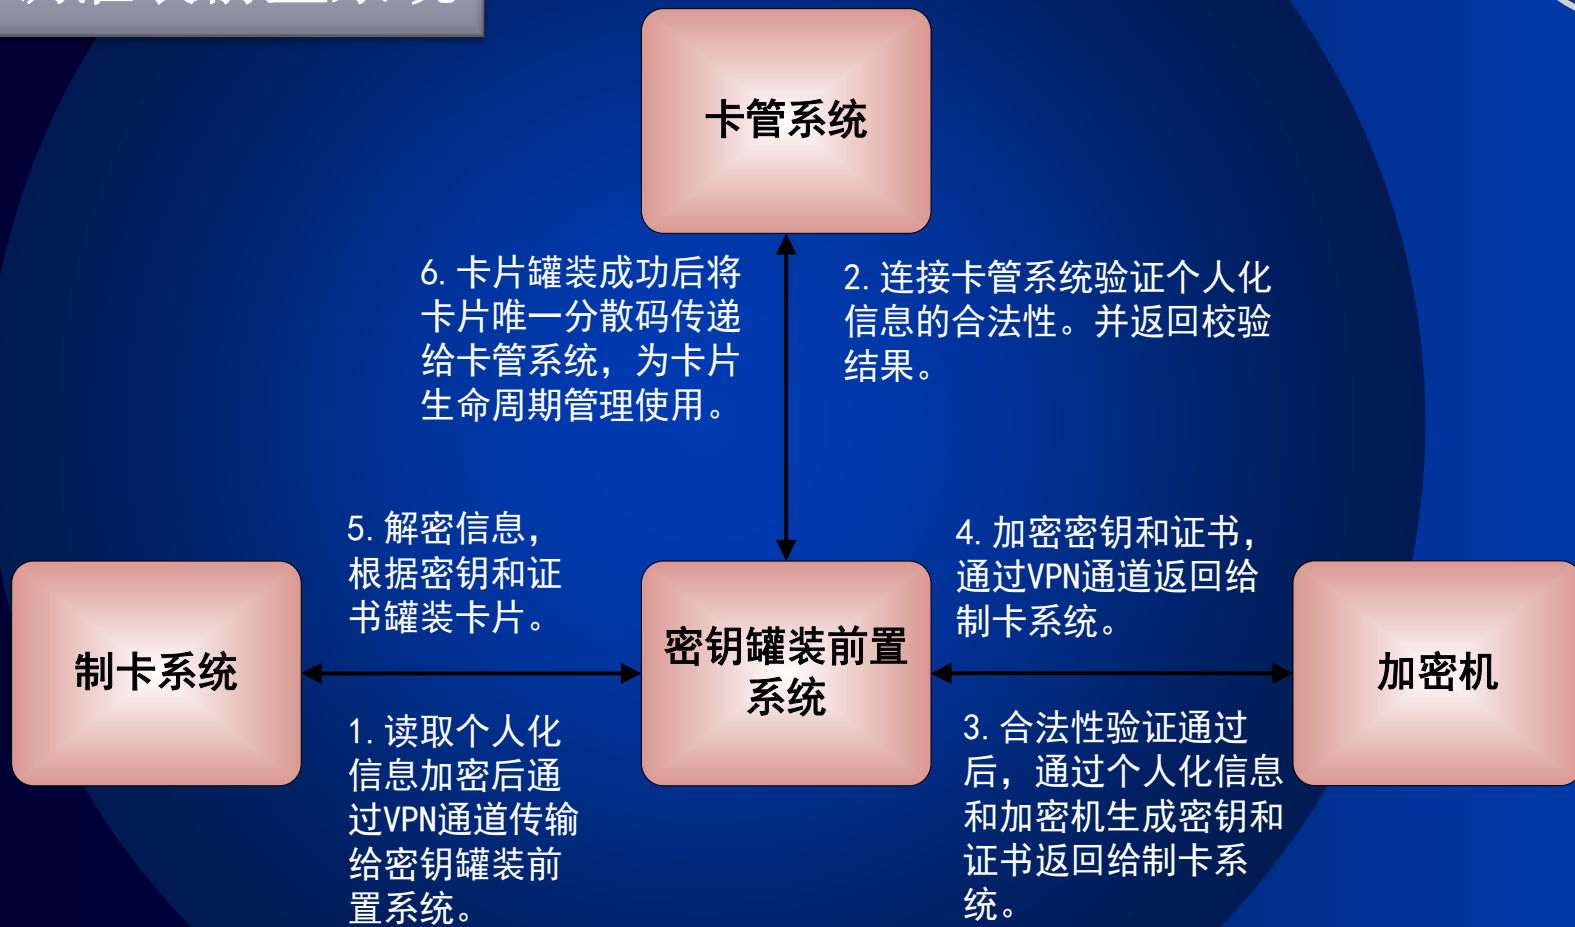 卡管系统
6.卡片罐装成功后将
卡片唯一分散码传递
给卡管系统，为卡片
生命周期管理使用。
2.连接卡管系统验证个人化
信息的合法性。并返回校验
结果。
5.解密信息，
根据密钥和证
书罐装卡片。
4.加密密钥和证书，
通过VPN通道返回给
制卡系统。
制卡系统
密钥罐装前置
系统
加密机
1.读取个人化
信息加密后通
过VPN通道传输
给密钥罐装前
置系统。
3.合法性验证通过
后，通过个人化信息
和加密机生成密钥和
证书返回给制卡系
统。